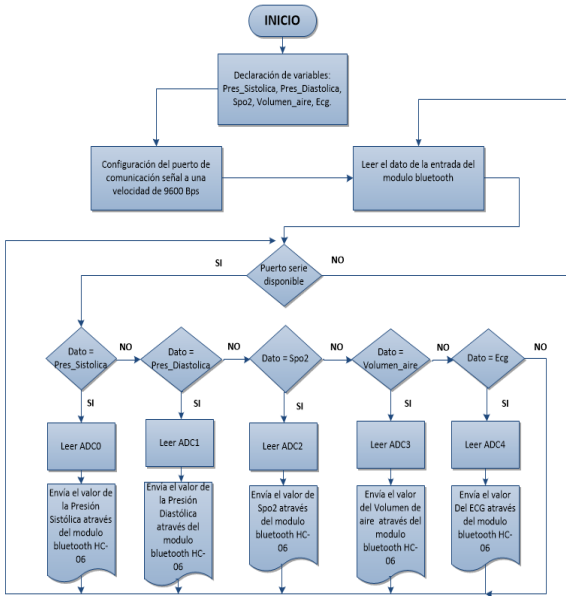 INICIO
Declaración de variables:
Pres_Sistolica, Pres_Diastolica,
Spo2, Volumen_aire, Ecg.
Configuración del puerto de
comunicación señal a una
velocidad de 9600 Bps
Leer el dato de la entrada del
modulo bluetooth
SI
Puerto serie
disponible
NO
Dato =
Pres_Sistolica
NO
Dato =
Pres_Diastolica
NO
Dato = Spo2
NO
Dato =
Volumen_aire
NO
Dato = Ecg
NO
SI
SI
SI
SI
SI
Leer ADC0
Leer ADC1
Leer ADC2
Leer ADC3
Leer ADC4
Envía el valor de
la Presión
Sistólica através
del modulo
bluetooth HC-
06
Envía el valor de
la Presión
Diastólica
através del
modulo
bluetooth HC-
06
Envía el valor de
Spo2 através
del modulo
bluetooth HC-
06
Envía el valor
del Volumen de
aire através del
modulo
bluetooth HC-
06
Envía el valor
Del ECG através
del modulo
bluetooth HC-
06